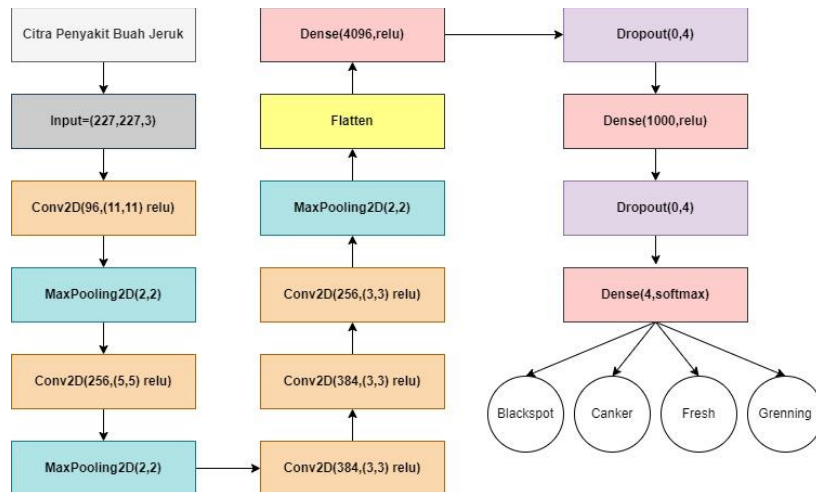 Citra Penyakit Buah Jeruk
Input=(227,227,3)
Conv2D(96,(11,11) relu)
MaxPooling2D(2,2)
Conv2D(256,(5,5) relu)
MaxPooling2D(2,2)
Conv2D(384,(3,3) relu)
Conv2D(384,(3,3) relu)
Conv2D(256,(3,3) relu)
MaxPooling2D(2,2)
Flatten
Dense(4096,relu)
Dropout(0,4)
Dense(1000,relu)
Dropout(0,4)
Dense(4,softmax)
Blackspot
Canker
Fresh
Grenning